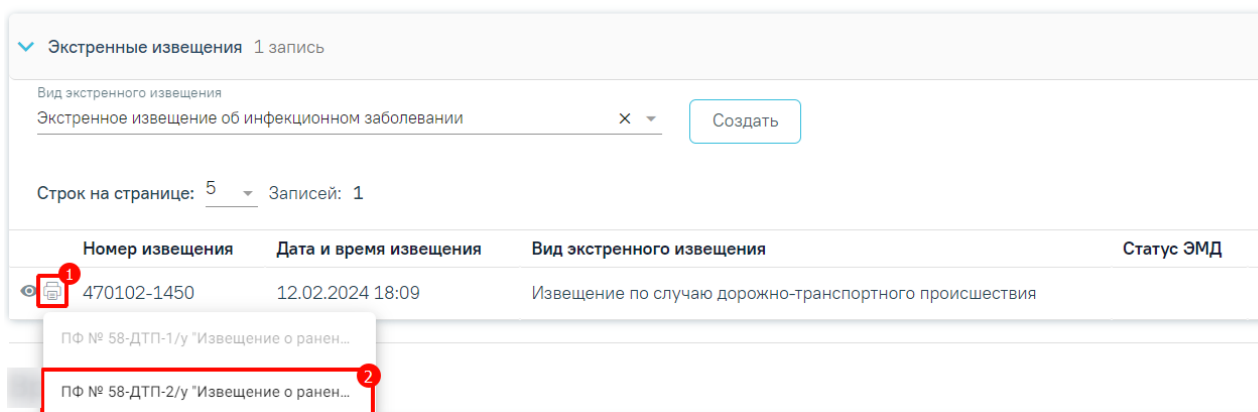 Экстренные извещения 1 запись
Вид экстренного извещения
Экстренное извещение об инфекционном заболевании
Создать
Строк на странице: 5 Записей: 1
Номер извещения Дата и время извещения Вид экстренного извещения Статус ЭМД
1
470102-1450 12.02.2024 18:09 Извещение по случаю дорожно-транспортного происшествия
ПФ № 58-ДТП-1/у "Извещение о ранен...
2
ПФ № 58-ДТП-2/у "Извещение о ранен...